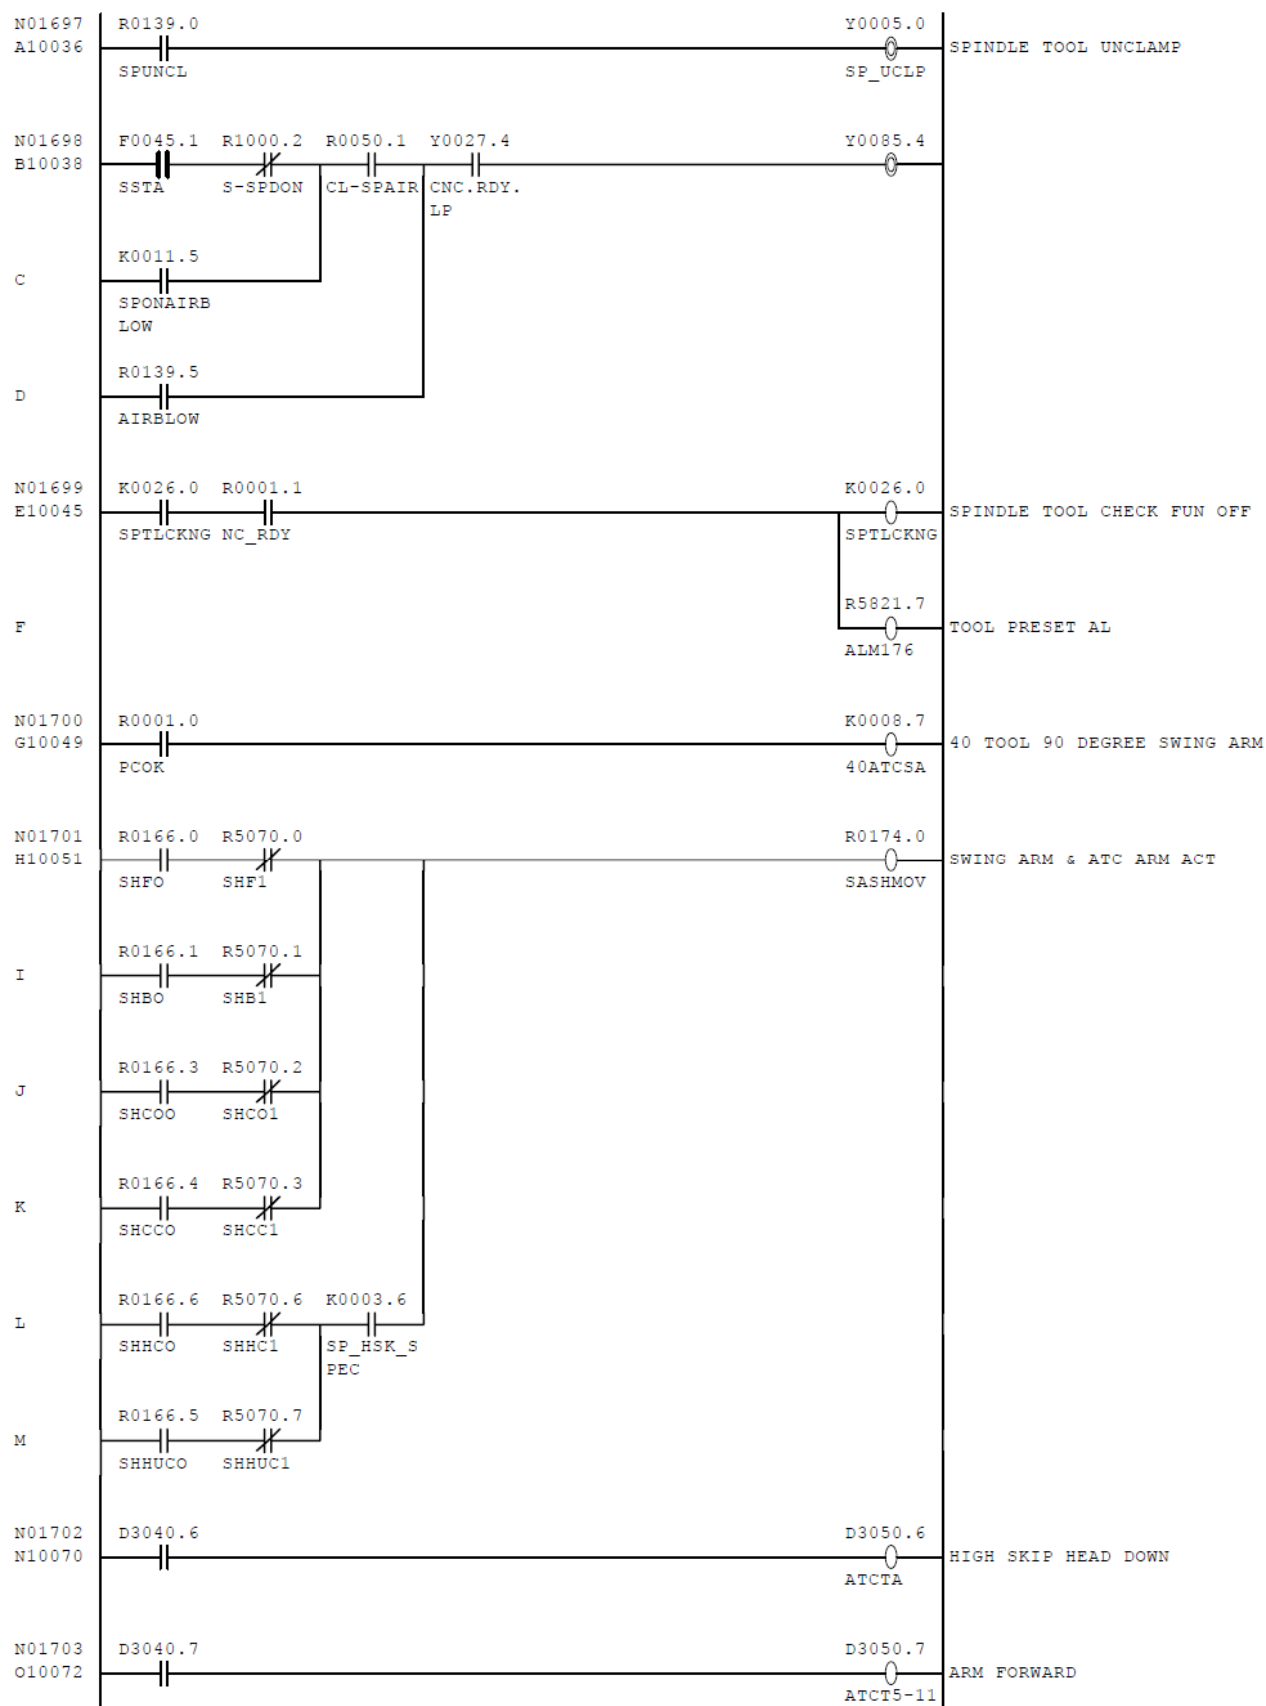 N01697 R0139.0 Y0005.0
A10036 SPINDLE TOOL UNCLAMP
SPUNCL SP_UCLP
N01698 F0045.1 R1000.2 R0050.1 Y0027.4 Y0085.4
B10038
SSTA S-SPDON CL-SPAIR CNC.RDY.
LP
K0011.5
C
SPONAIRB
LOW
R0139.5
D
AIRBLOW
N01699 K0026.0 R0001.1 K0026.0
E10045 SPINDLE TOOL CHECK FUN OFF
SPTLCKNG NC_RDY SPTLCKNG
R5821.7
F TOOL PRESET AL
ALM176
N01700 R0001.0 K0008.7
G10049 40 TOOL 90 DEGREE SWING ARM
PCOK 40ATCSA
N01701 R0166.0 R5070.0 R0174.0
H10051 SWING ARM & ATC ARM ACT
SHFO SHF1 SASHMOV
R0166.1 R5070.1
I
SHBO SHB1
R0166.3 R5070.2
J
SHCOO SHCO1
R0166.4 R5070.3
K
SHCCO SHCC1
R0166.6 R5070.6 K0003.6
L
SHHCO SHHC1 SP_HSK_S
PEC
R0166.5 R5070.7
M
SHHUCO SHHUC1
N01702 D3040.6 D3050.6
N10070 HIGH SKIP HEAD DOWN
ATCTA
N01703 D3040.7 D3050.7
O10072 ARM FORWARD
ATCT5-11